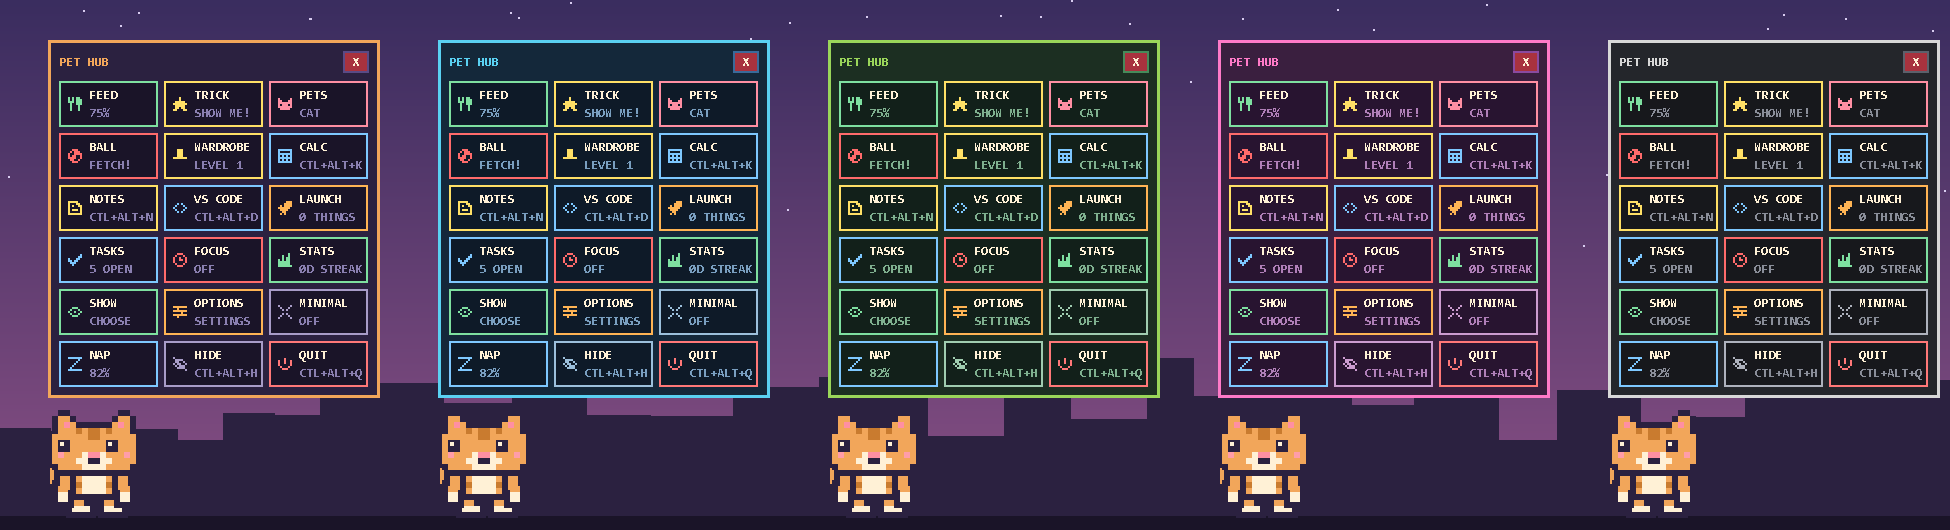 PET HUB X
FEED TRICK PETS
75% SHOW ME! CAT
BALL WARDROBE CALC
FETCH! LEVEL 1 CTL+ALT+K
NOTES VS CODE LAUNCH
CTL+ALT+N CTL+ALT+D 0 THINGS
TASKS FOCUS STATS
5 OPEN OFF 0D STREAK
SHOW OPTIONS MINIMAL
CHOOSE SETTINGS OFF
NAP HIDE QUIT
82% CTL+ALT+H CTL+ALT+Q
PET HUB X
FEED TRICK PETS
75% SHOW ME! CAT
BALL WARDROBE CALC
FETCH! LEVEL 1 CTL+ALT+K
NOTES VS CODE LAUNCH
CTL+ALT+N CTL+ALT+D 0 THINGS
TASKS FOCUS STATS
5 OPEN OFF 0D STREAK
SHOW OPTIONS MINIMAL
CHOOSE SETTINGS OFF
NAP HIDE QUIT
82% CTL+ALT+H CTL+ALT+Q
PET HUB X
FEED TRICK PETS
75% SHOW ME! CAT
BALL WARDROBE CALC
FETCH! LEVEL 1 CTL+ALT+K
NOTES VS CODE LAUNCH
CTL+ALT+N CTL+ALT+D 0 THINGS
TASKS FOCUS STATS
5 OPEN OFF 0D STREAK
SHOW OPTIONS MINIMAL
CHOOSE SETTINGS OFF
NAP HIDE QUIT
82% CTL+ALT+H CTL+ALT+Q
PET HUB X
FEED TRICK PETS
75% SHOW ME! CAT
BALL WARDROBE CALC
FETCH! LEVEL 1 CTL+ALT+K
NOTES VS CODE LAUNCH
CTL+ALT+N CTL+ALT+D 0 THINGS
TASKS FOCUS STATS
5 OPEN OFF 0D STREAK
SHOW OPTIONS MINIMAL
CHOOSE SETTINGS OFF
NAP HIDE QUIT
82% CTL+ALT+H CTL+ALT+Q
PET HUB X
FEED TRICK PETS
75% SHOW ME! CAT
BALL WARDROBE CALC
FETCH! LEVEL 1 CTL+ALT+K
NOTES VS CODE LAUNCH
CTL+ALT+N CTL+ALT+D 0 THINGS
TASKS FOCUS STATS
5 OPEN OFF 0D STREAK
SHOW OPTIONS MINIMAL
CHOOSE SETTINGS OFF
NAP HIDE QUIT
82% CTL+ALT+H CTL+ALT+Q